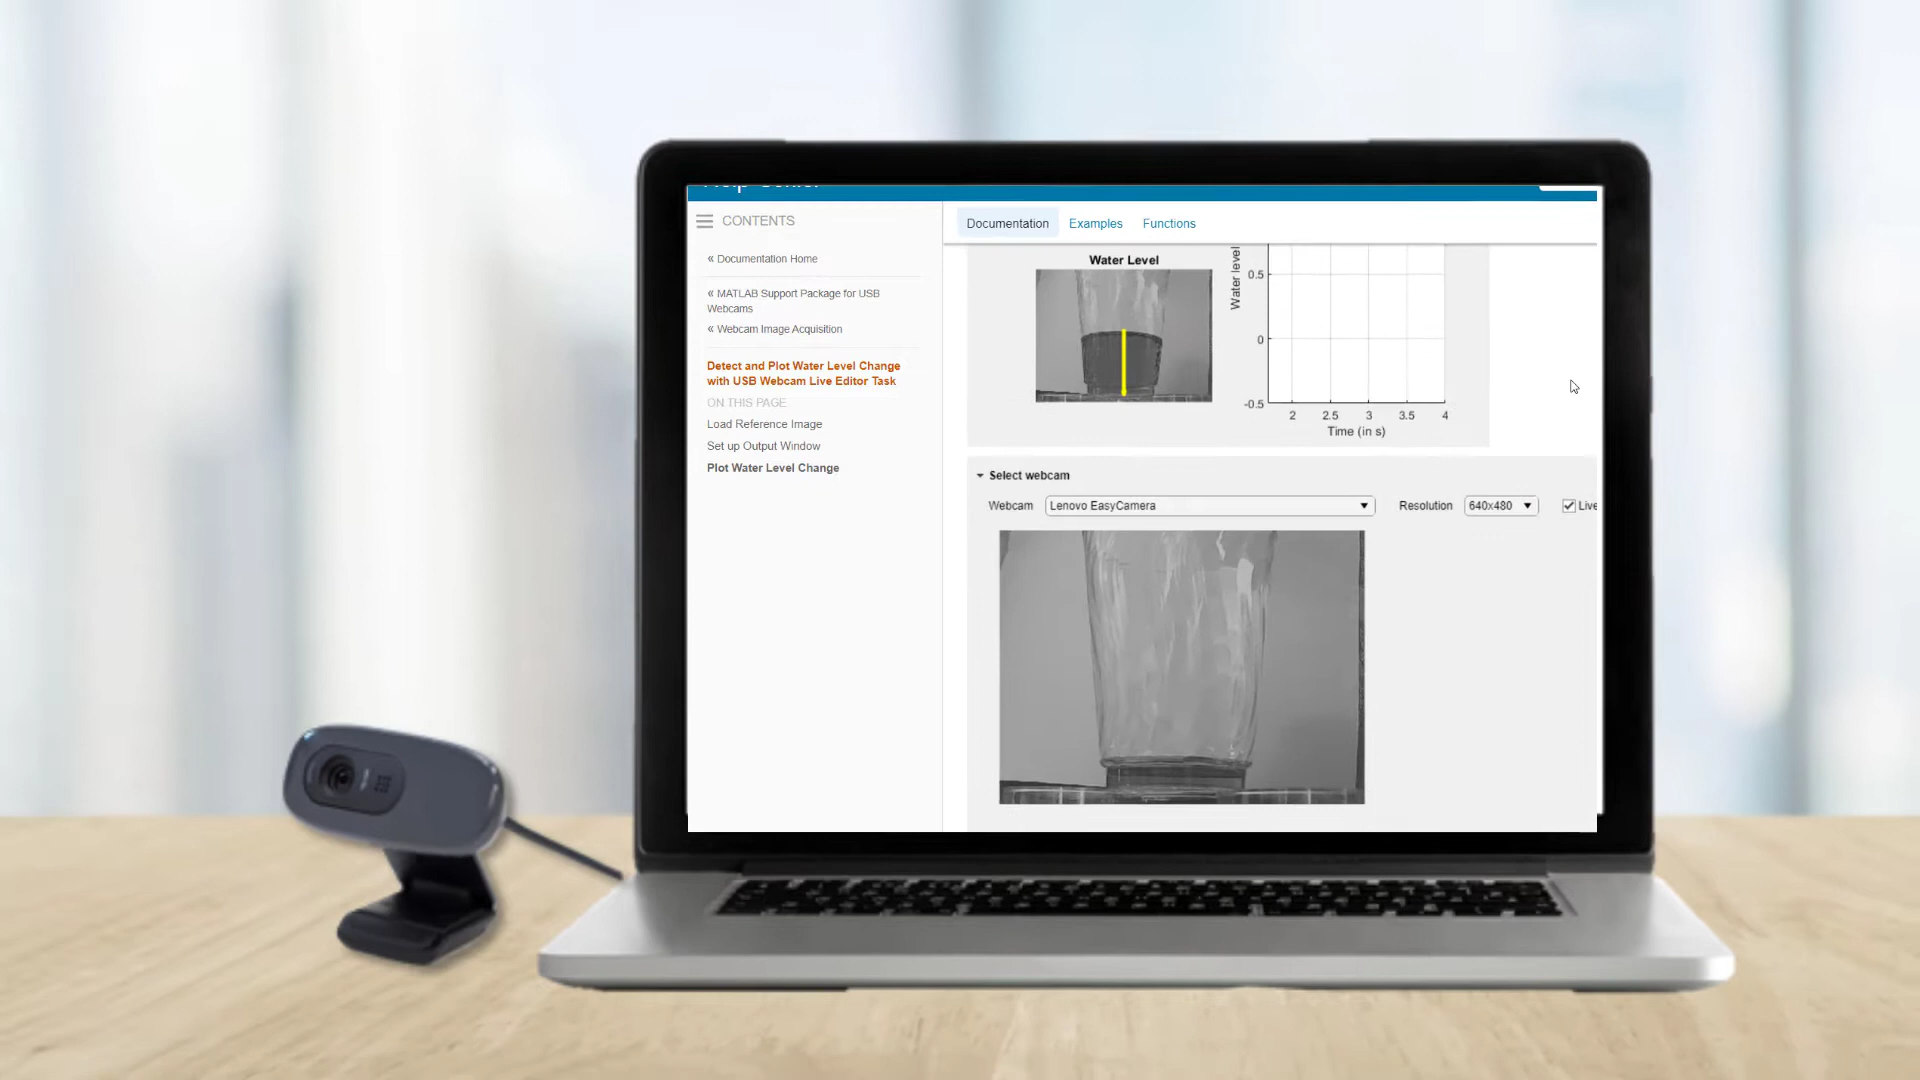 Help Center
CONTENTS
Documentation
Examples
Functions
« Documentation Home
« MATLAB Support Package for USB
Webcams
« Webcam Image Acquisition
Detect and Plot Water Level Change
with USB Webcam Live Editor Task
ON THIS PAGE
Load Reference Image
Set up Output Window
Plot Water Level Change
Water Level
Water level
0.5
0
-0.5
2
2.5
3
3.5
4
Time (in s)
Select webcam
Webcam
Lenovo EasyCamera
Resolution
640x480
Live